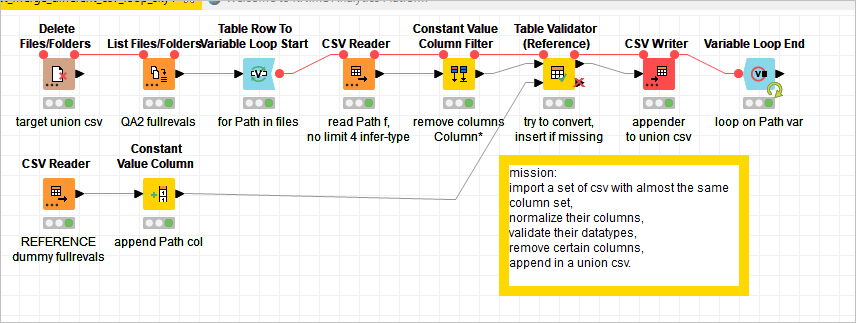 Delete
Files/Folders
List Files/Folders
Table Row To
Variable Loop Start
CSV Reader
Constant Value
Column Filter
Table Validator
(Reference)
CSV Writer
Variable Loop End
target union csv
QA2 fullrevals
for Path in files
read Path f,
no limit 4 infer-type
remove columns
Column*
try to convert,
insert if missing
appender
to union csv
loop on Path var
CSV Reader
Constant
Value Column
REFERENCE
dummy fullrevals
append Path col
mission:
import a set of csv with almost the same
column set,
normalize their columns,
validate their datatypes,
remove certain columns,
append in a union csv.